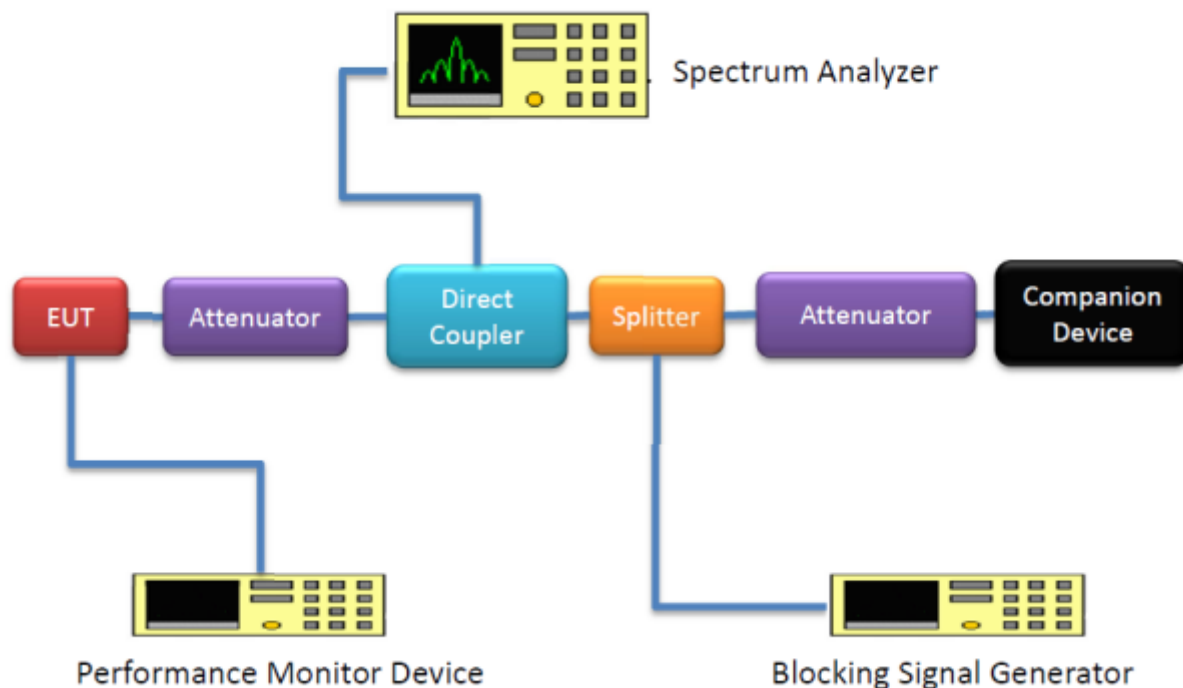 Spectrum Analyzer
EUT
Attenuator
Direct
Coupler
Splitter
Attenuator
Companion
Device
Performance Monitor Device
Blocking Signal Generator